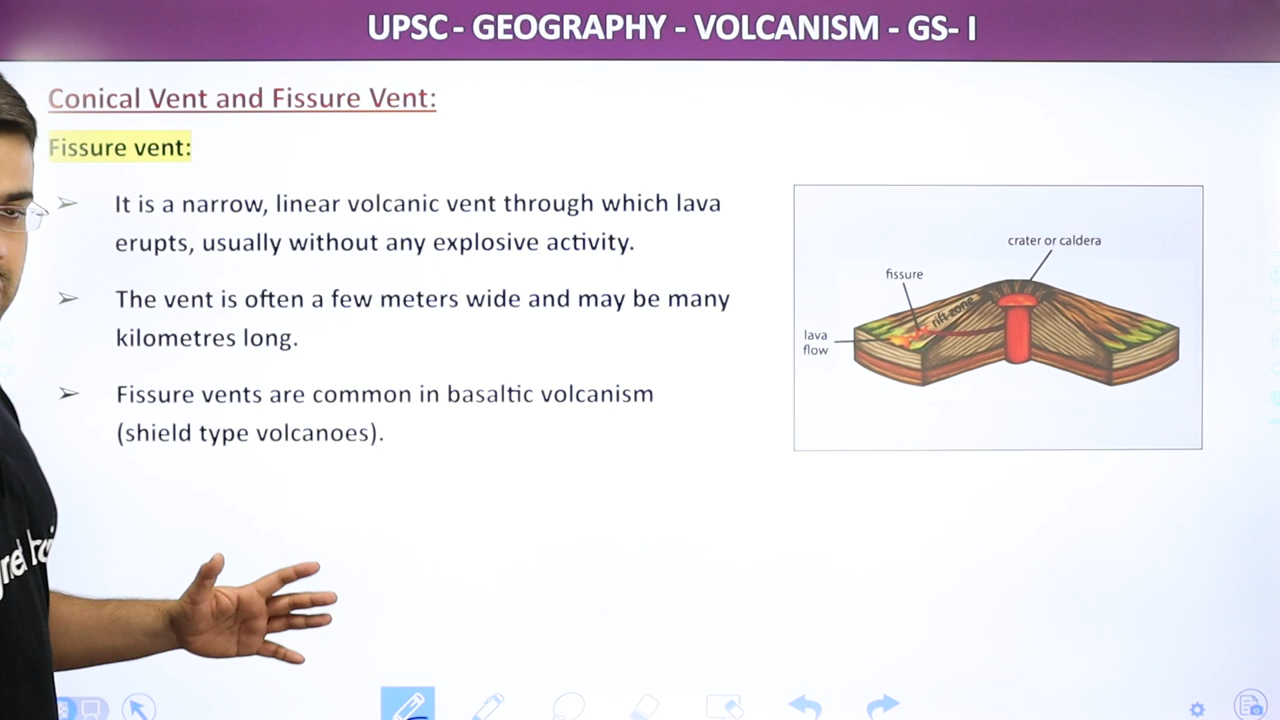 UPSC - GEOGRAPHY - VOLCANISM - GS- I
Conical Vent and Fissure Vent:
Fissure vent:
➢ It is a narrow, linear volcanic vent through which lava
erupts, usually without any explosive activity.
➢ The vent is often a few meters wide and may be many
kilometres long.
➢ Fissure vents are common in basaltic volcanism
(shield type volcanoes).
crater or caldera
fissure
rift-zone
lava
flow